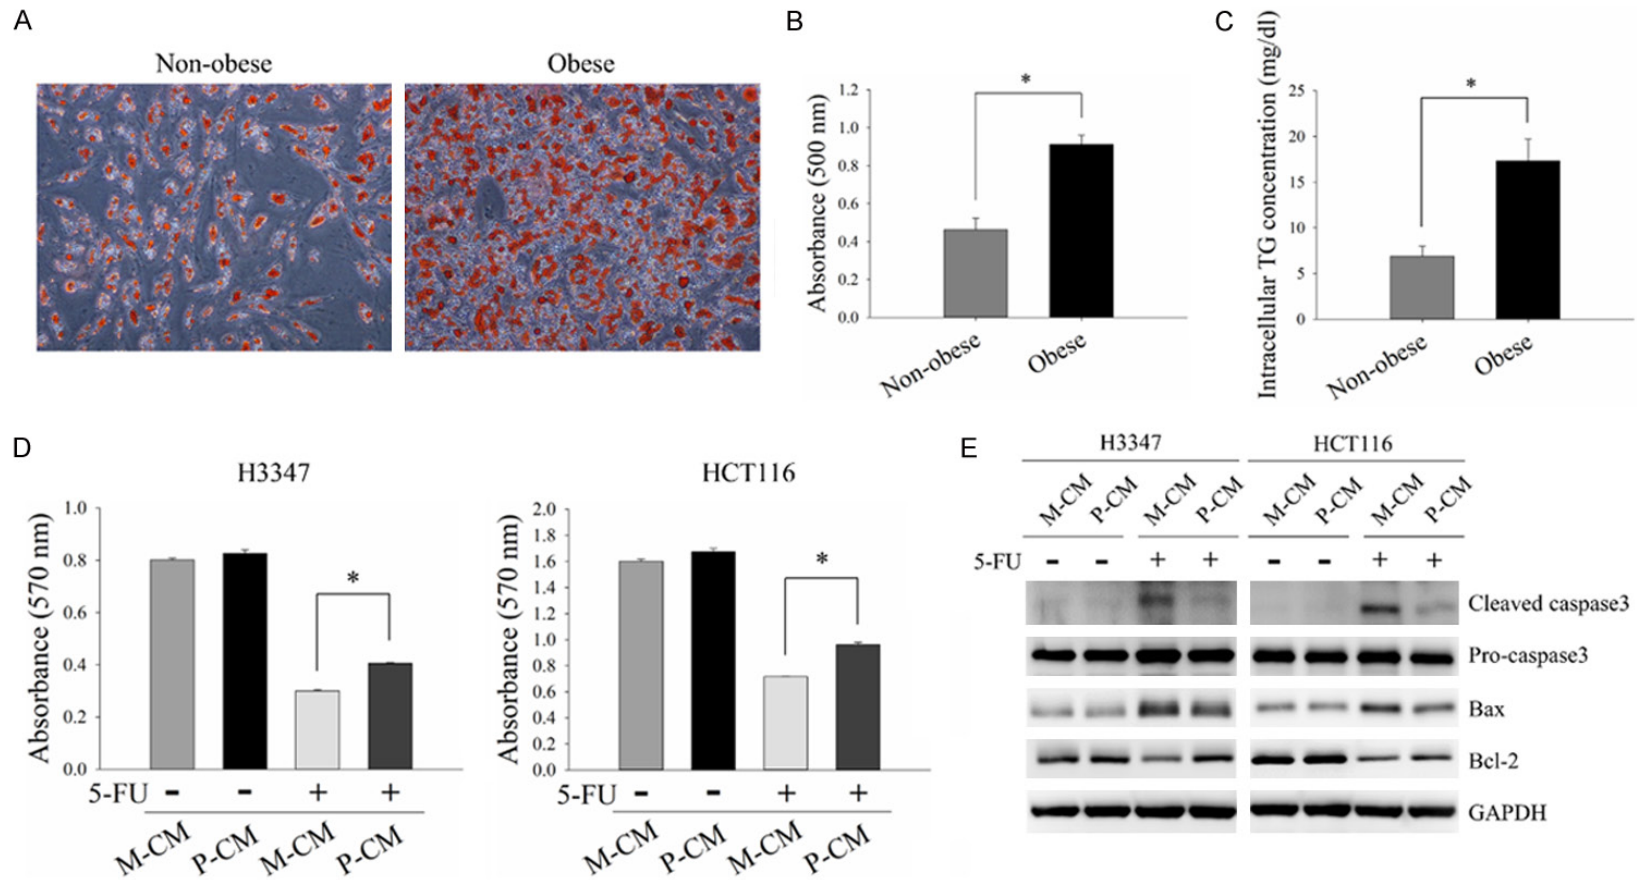 A
Non-obese
Obese
B
*
Absorbance (500 nm)
1.2
1.0
0.8
0.6
0.4
0.2
0.0
Non-obese
Obese
C
*
Intracellular TG concentration (mg/dl)
25
20
15
10
5
0
Non-obese
Obese
D
H3347
Absorbance (570 nm)
1.0
0.8
0.6
0.4
0.2
0.0
*
5-FU - - + +
M-CM P-CM M-CM P-CM
HCT116
Absorbance (570 nm)
2.0
1.8
1.6
1.4
1.2
1.0
0.8
0.6
0.4
0.2
0.0
*
5-FU - - + +
M-CM P-CM M-CM P-CM
E
H3347 HCT116
M-CM P-CM M-CM P-CM M-CM P-CM M-CM P-CM
5-FU - - + + - - + +
Cleaved caspase3
Pro-caspase3
Bax
Bcl-2
GAPDH